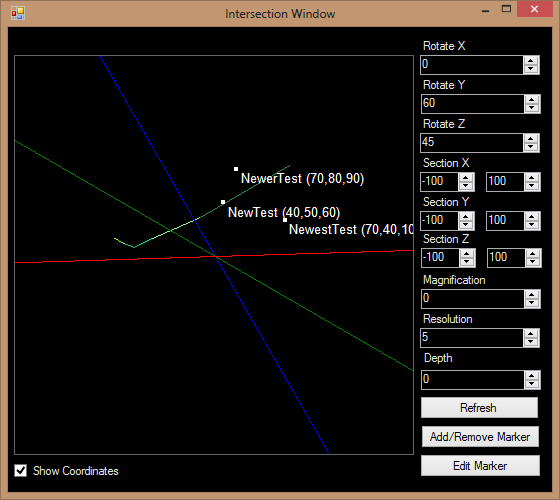 Intersection Window
Rotate X
0
Rotate Y
60
Rotate Z
45
Section X
-100 100
Section Y
-100 100
Section Z
-100 100
Magnification
0
Resolution
5
Depth
0
Refresh
Add/Remove Marker
Edit Marker
NewerTest (70,80,90)
NewTest (40,50,60)
NewestTest (70,40,10
Show Coordinates